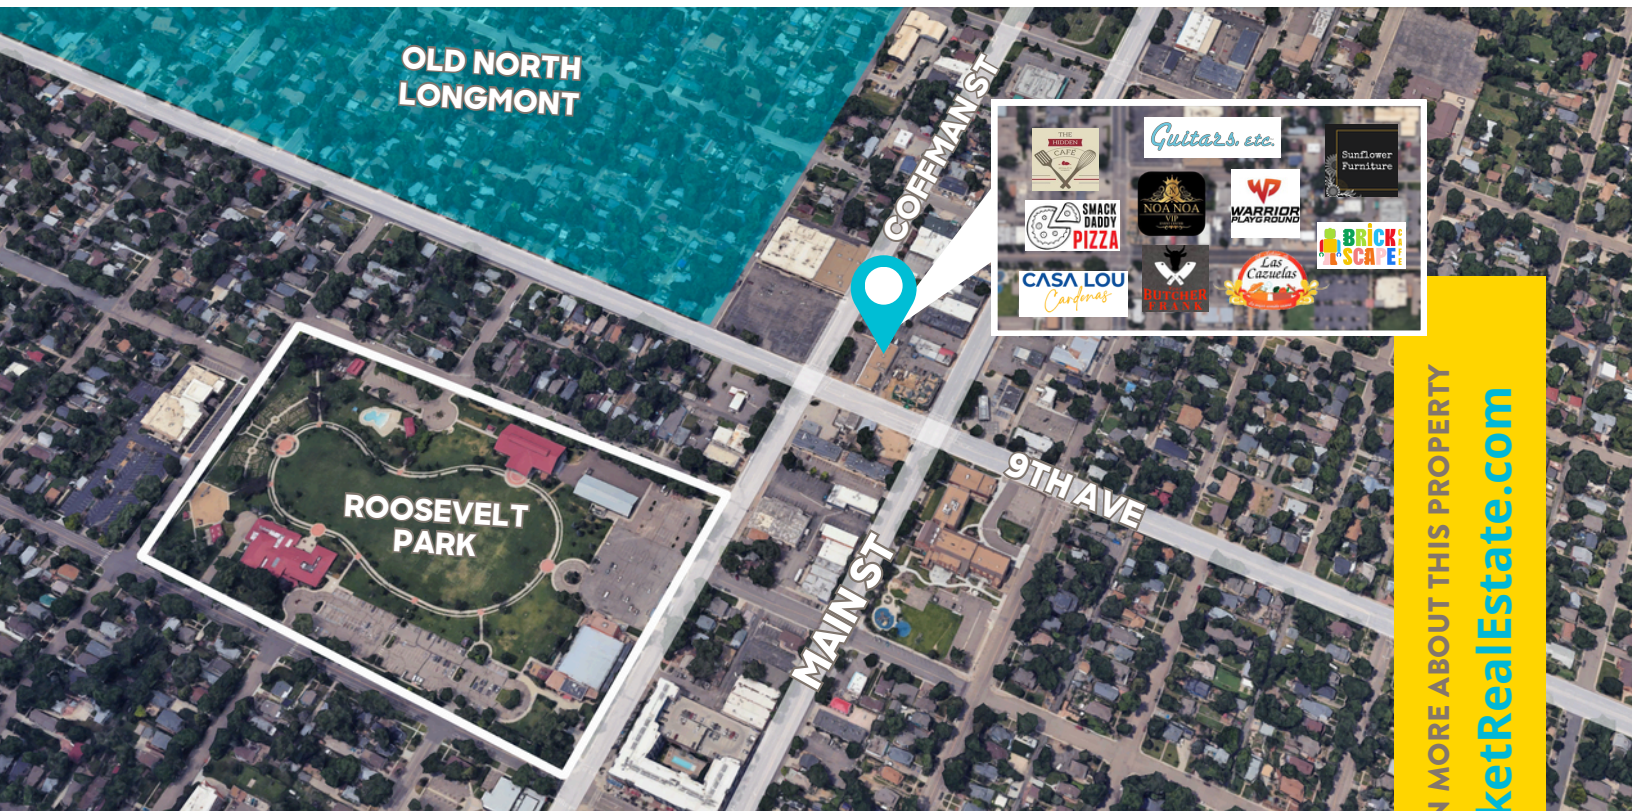 OLD NORTH
LONGMONT
COFFMAN ST
THE
HIDDEN
CAFE
Guitars, etc.
Sunflower
Furniture
SMACK
DADDY
PIZZA
NOA NOA
VIP
WARRIOR
PLAYGROUND
BRICK
SCAPE
CAFE
CASA LOU
Cardenas
BUTCHER
FRANK
Las
Cazuelas
ROOSEVELT
PARK
9TH AVE
MAIN ST
N MORE ABOUT THIS PROPERTY
ketRealEstate.com